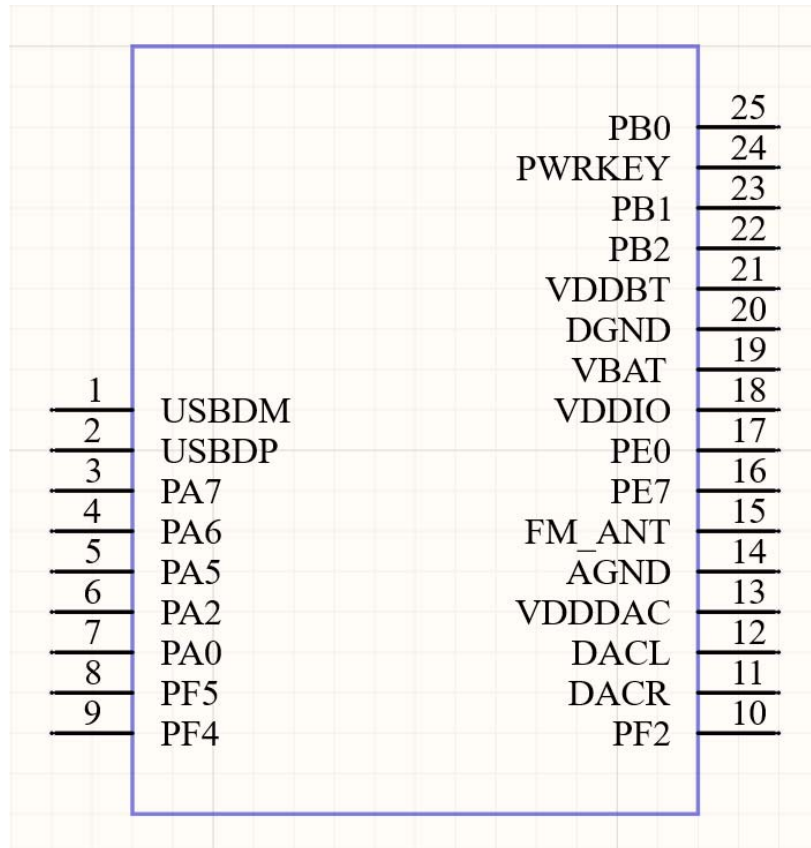 25
PB0
24
PWRKEY
23
PB1
22
PB2
21
VDDBT
20
DGND
19
VBAT
18
VDDIO
17
PE0
16
PE7
15
FM_ANT
14
AGND
13
VDDDAC
12
DACL
11
DACR
10
PF2
1
USBDM
2
USBDP
3
PA7
4
PA6
5
PA5
6
PA2
7
PA0
8
PF5
9
PF4